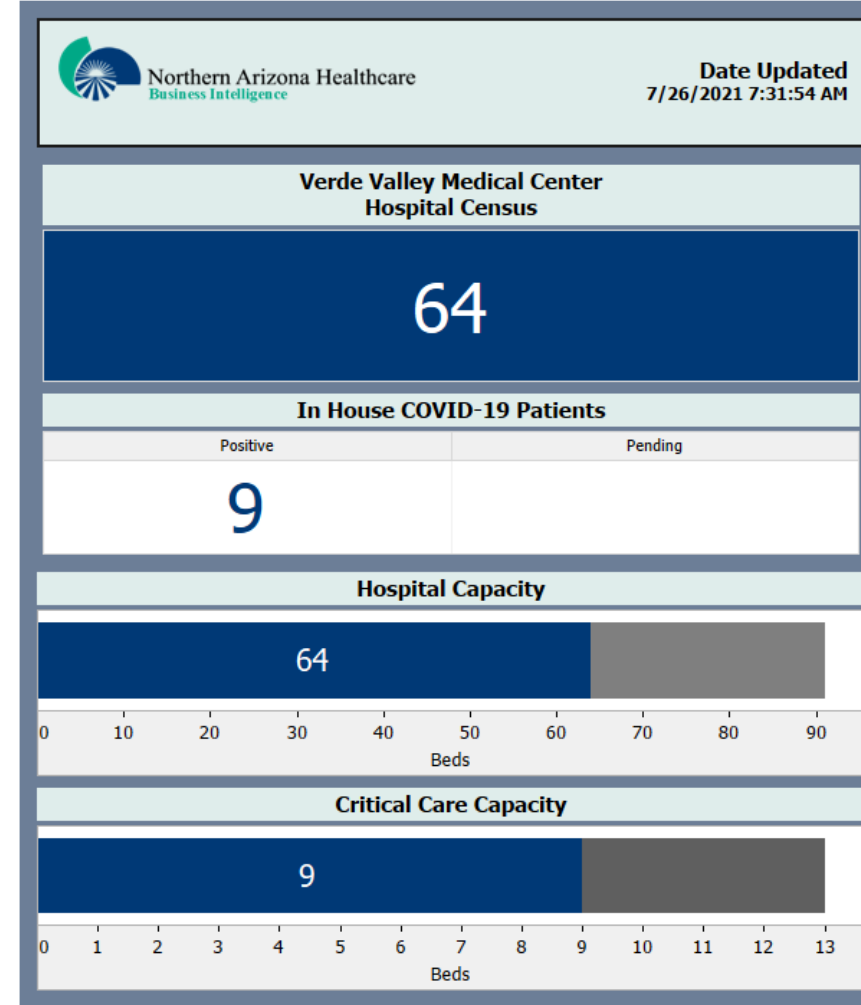 Northern Arizona Healthcare
Business Intelligence
Date Updated
7/26/2021 7:31:54 AM
Verde Valley Medical Center
Hospital Census
64
In House COVID-19 Patients
Positive Pending
9
Hospital Capacity
64
0 10 20 30 40 50 60 70 80 90
Beds
Critical Care Capacity
9
0 1 2 3 4 5 6 7 8 9 10 11 12 13
Beds